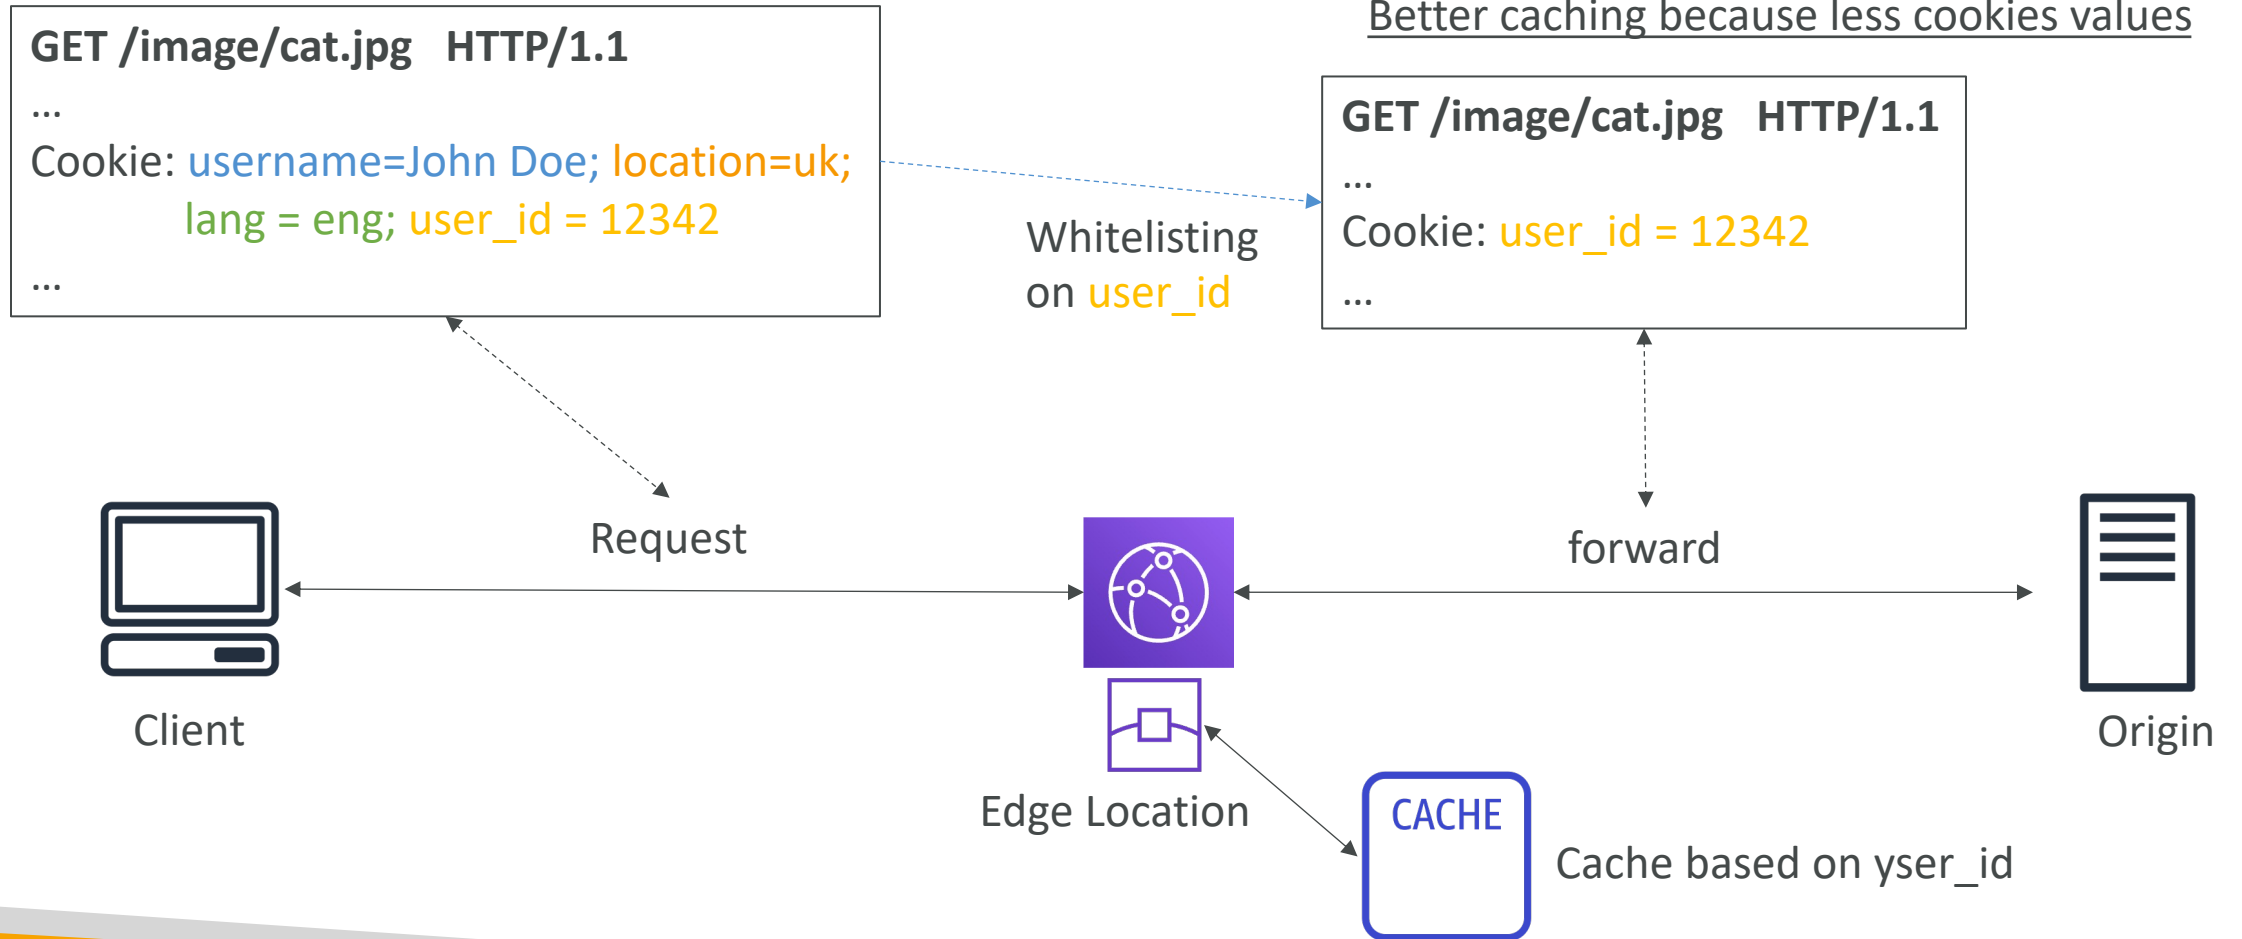 Better caching because less cookies values
GET /image/cat.jpg HTTP/1.1
...
Cookie: username=John Doe; location=uk;
lang = eng; user_id = 12342
...
Whitelisting
on user_id
GET /image/cat.jpg HTTP/1.1
...
Cookie: user_id = 12342
...
Request
forward
Client
Edge Location
Origin
CACHE
Cache based on yser_id